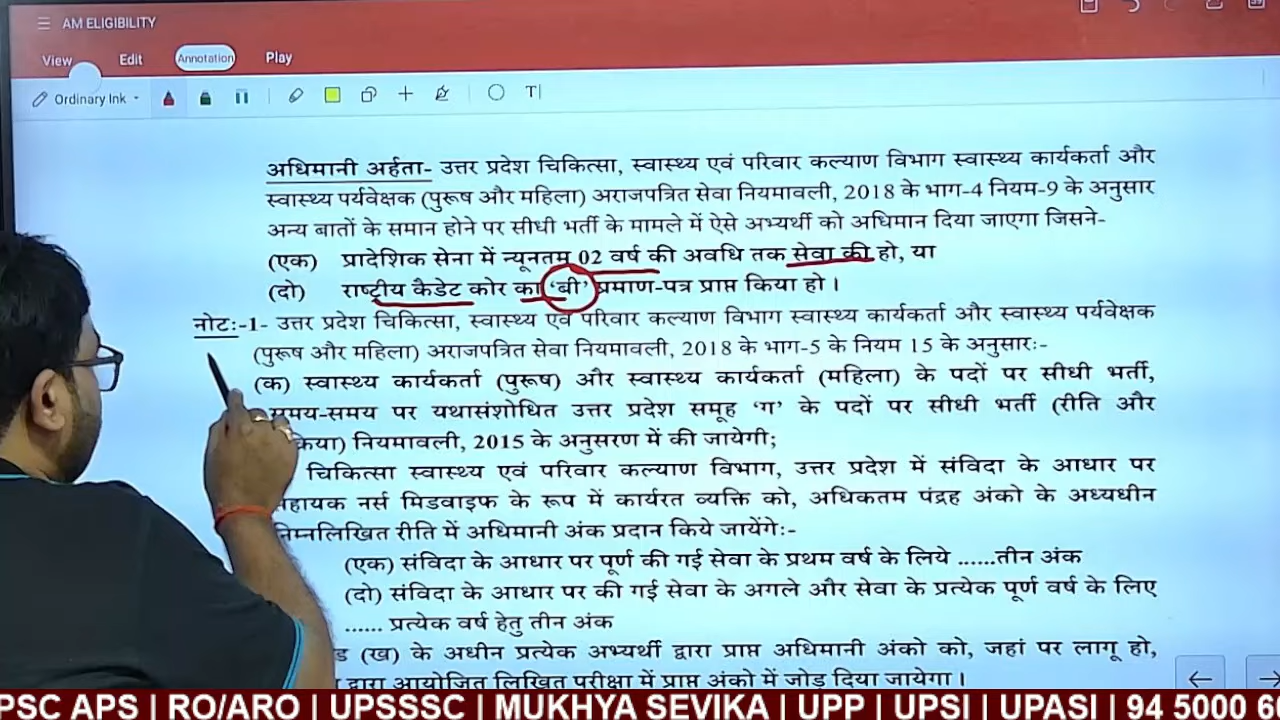 AM ELIGIBILITY
View Edit Annotation Play
Ordinary Ink
अधिमानी अर्हता- उत्तर प्रदेश चिकित्सा, स्वास्थ्य एवं परिवार कल्याण विभाग स्वास्थ्य कार्यकर्ता और
स्वास्थ्य पर्यवेक्षक (पुरूष और महिला) अराजपत्रित सेवा नियमावली, 2018 के भाग-4 नियम-9 के अनुसार
अन्य बातों के समान होने पर सीधी भर्ती के मामले में ऐसे अभ्यर्थी को अधिमान दिया जाएगा जिसने-
(एक) प्रादेशिक सेना में न्यूनतम 02 वर्ष की अवधि तक सेवा की हो, या
(दो) राष्ट्रीय कैडेट कोर का ‘बी’ प्रमाण-पत्र प्राप्त किया हो ।
नोटः-1- उत्तर प्रदेश चिकित्सा, स्वास्थ्य एवं परिवार कल्याण विभाग स्वास्थ्य कार्यकर्ता और स्वास्थ्य पर्यवेक्षक
(पुरूष और महिला) अराजपत्रित सेवा नियमावली, 2018 के भाग-5 के नियम 15 के अनुसारः-
(क) स्वास्थ्य कार्यकर्ता (पुरूष) और स्वास्थ्य कार्यकर्ता (महिला) के पदों पर सीधी भर्ती,
समय-समय पर यथासंशोधित उत्तर प्रदेश समूह ‘ग’ के पदों पर सीधी भर्ती (रीति और
नियमावली, 2015 के अनुसरण में की जायेगी;
चिकित्सा स्वास्थ्य एवं परिवार कल्याण विभाग, उत्तर प्रदेश में संविदा के आधार पर
सहायक नर्स मिडवाइफ के रूप में कार्यरत व्यक्ति को, अधिकतम पंद्रह अंको के अध्यधीन
निम्नलिखित रीति में अधिमानी अंक प्रदान किये जायेंगेः-
(एक) संविदा के आधार पर पूर्ण की गई सेवा के प्रथम वर्ष के लिये ......तीन अंक
(दो) संविदा के आधार पर की गई सेवा के अगले और सेवा के प्रत्येक पूर्ण वर्ष के लिए
...... प्रत्येक वर्ष हेतु तीन अंक
(ख) के अधीन प्रत्येक अभ्यर्थी द्वारा प्राप्त अधिमानी अंको को, जहां पर लागू हो,
द्वारा आयोजित लिखित परीक्षा में प्राप्त अंकों में जोड़ दिया जायेगा ।
PSC APS | RO/ARO | UPSSSC | MUKHYA SEVIKA | UPP | UPSI | UPASI | 94 5000 6